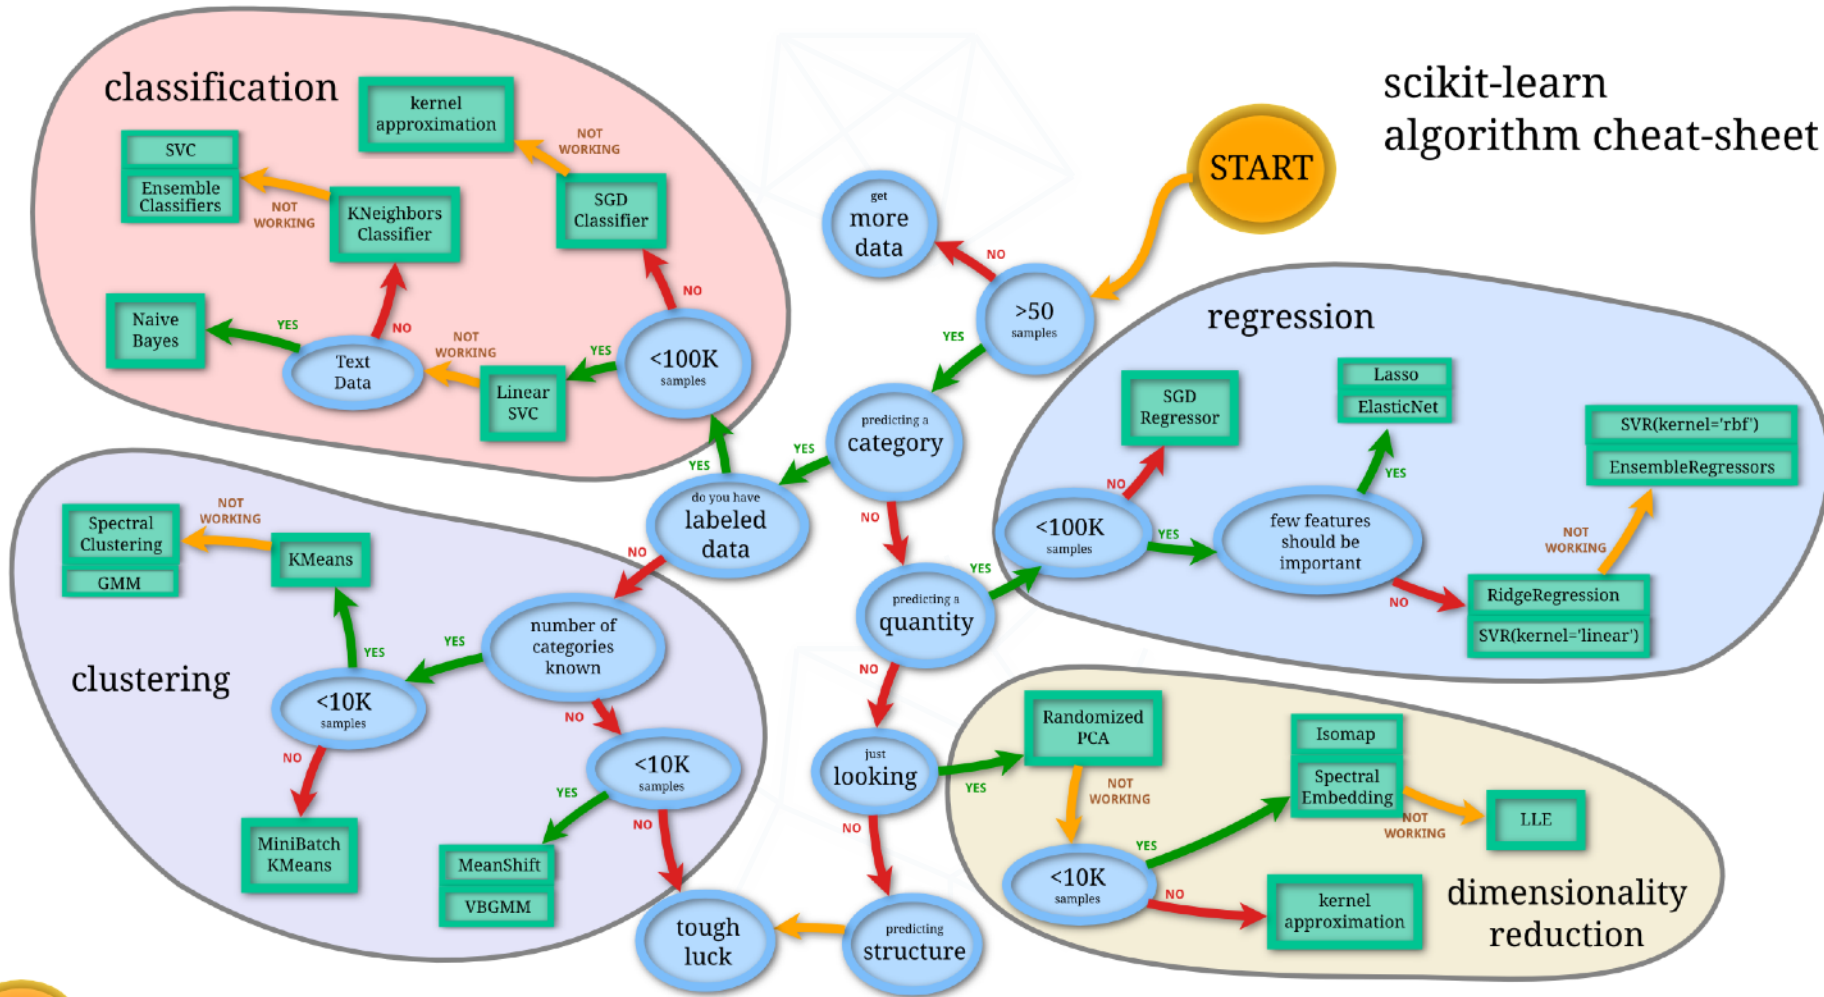 scikit-learn
algorithm cheat-sheet
START
>50
samples
NO
YES
get
more
data
predicting a
category
YES
NO
do you have
labeled
data
YES
NO
classification
<100K
samples
YES
NO
SGD
Classifier
NOT
WORKING
kernel
approximation
Linear
SVC
NOT
WORKING
Text
Data
YES
NO
Naive
Bayes
KNeighbors
Classifier
NOT
WORKING
SVC
Ensemble
Classifiers
clustering
number of
categories
known
YES
NO
<10K
samples
YES
NO
KMeans
NOT
WORKING
Spectral
Clustering
GMM
MiniBatch
KMeans
<10K
samples
YES
NO
MeanShift
VBGMM
tough
luck
predicting a
quantity
YES
NO
regression
<100K
samples
NO
YES
SGD
Regressor
few features
should be
important
YES
NO
Lasso
ElasticNet
RidgeRegression
SVR(kernel='linear')
NOT
WORKING
SVR(kernel='rbf')
EnsembleRegressors
just
looking
YES
NO
predicting
structure
dimensionality
reduction
Randomized
PCA
NOT
WORKING
<10K
samples
YES
NO
Isomap
Spectral
Embedding
NOT
WORKING
LLE
kernel
approximation